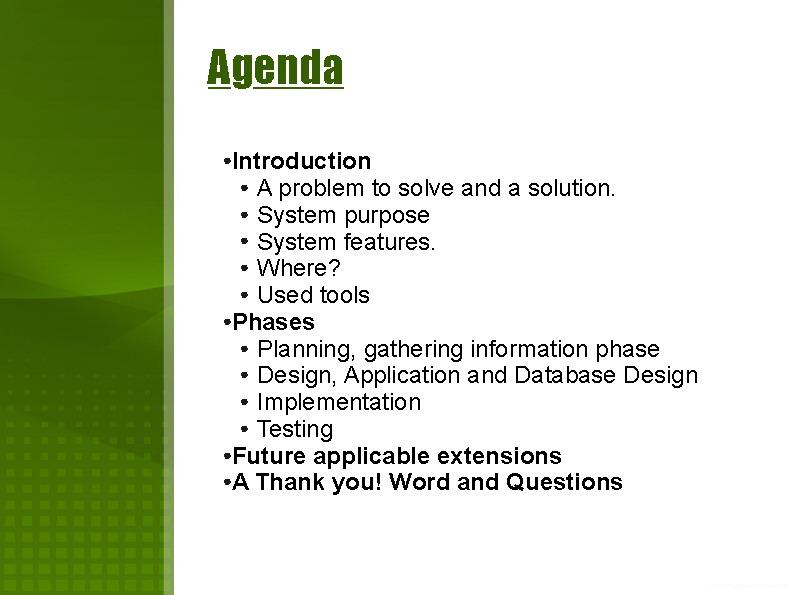 Agenda
•Introduction
• A problem to solve and a solution.
• System purpose
• System features.
• Where?
• Used tools
•Phases
• Planning, gathering information phase
• Design, Application and Database Design
• Implementation
• Testing
•Future applicable extensions
•A Thank you! Word and Questions